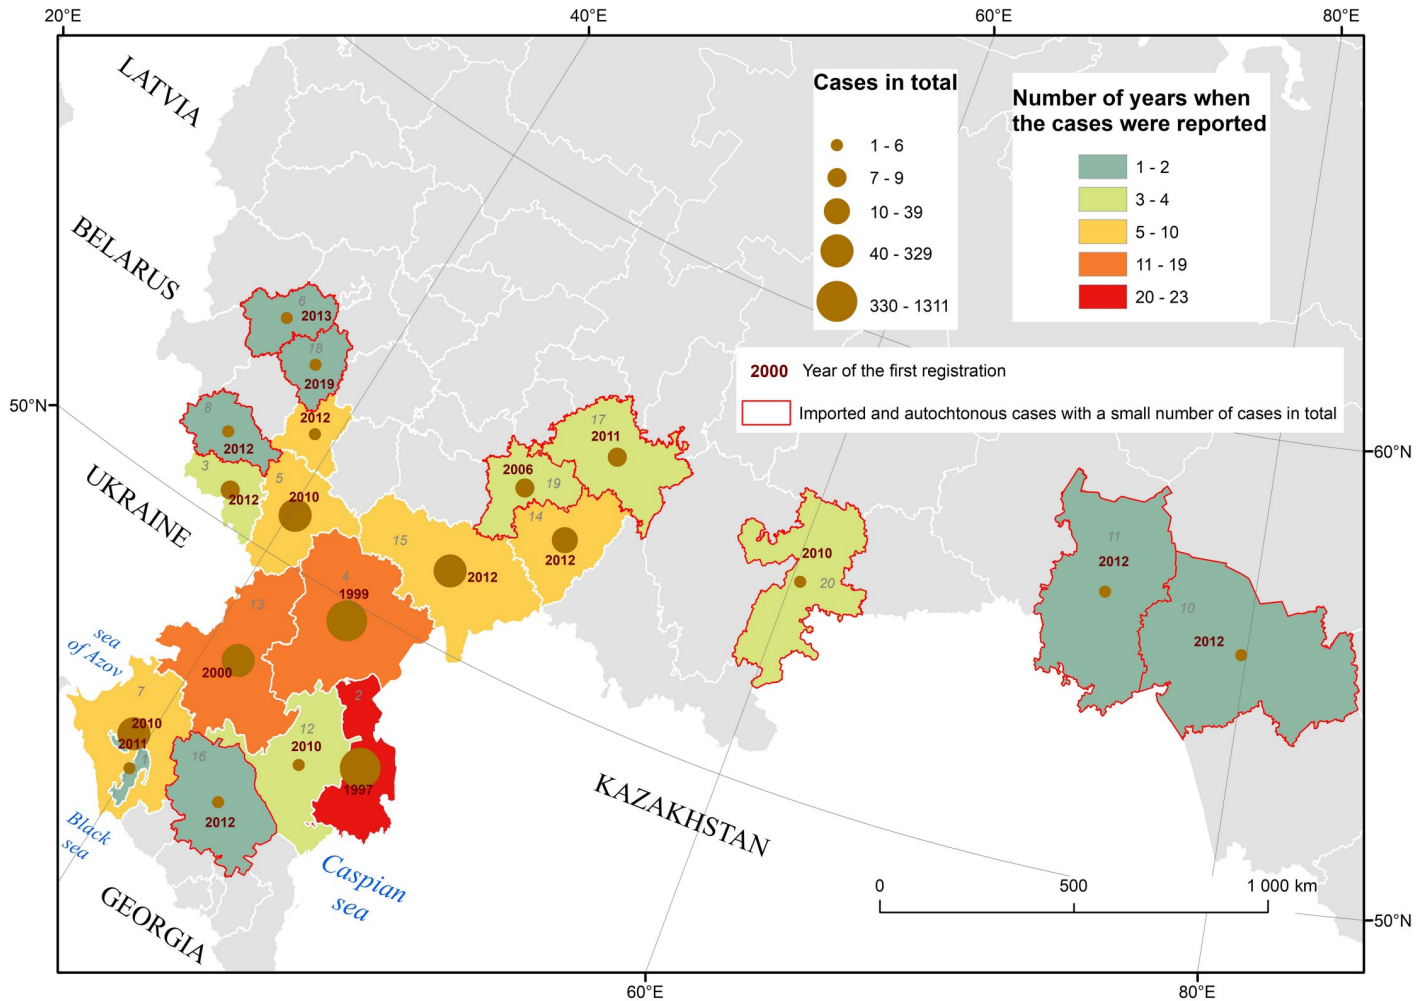 20°E
40°E
60°E
80°E
LATVIA
BELARUS
UKRAINE
KAZAKHSTAN
GEORGIA
sea
of Azov
Black
sea
Caspian
sea
50°N
60°N
50°N
60°E
80°E
Cases in total
1 - 6
7 - 9
10 - 39
40 - 329
330 - 1311
Number of years when
the cases were reported
1 - 2
3 - 4
5 - 10
11 - 19
20 - 23
2000 Year of the first registration
Imported and autochtonous cases with a small number of cases in total
6
2013
18
2019
8
2012
2012
3
2012
5
2010
17
2011
2006
19
14
2012
15
2012
4
1999
13
2000
7
2010
2011
1
16
2012
12
2010
2
1997
2010
20
11
2012
10
2012
0
500
1 000 km